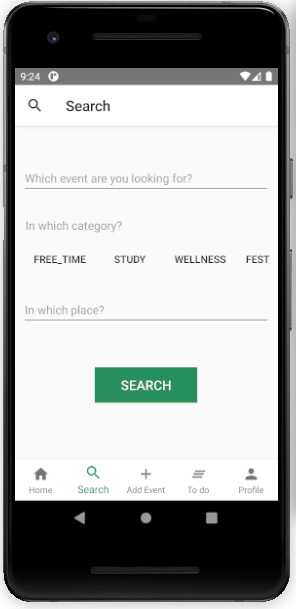 9:24
Search
Which event are you looking for?
In which category?
FREE_TIME STUDY WELLNESS FEST
In which place?
SEARCH
Home Search Add Event To do Profile